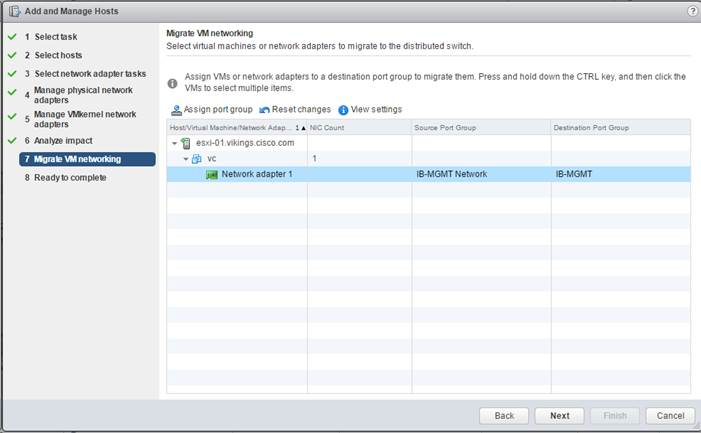 Add and Manage Hosts
?
1 Select task
2 Select hosts
3 Select network adapter tasks
4 Manage physical network
adapters
5 Manage VMkernel network
adapters
6 Analyze impact
7 Migrate VM networking
8 Ready to complete
Migrate VM networking
Select virtual machines or network adapters to migrate to the distributed switch.
Assign VMs or network adapters to a destination port group to migrate them. Press and hold down the CTRL key, and then click the
VMs to select multiple items.
Assign port group Reset changes View settings
Host/Virtual Machine/Network Adap... 1▲ NIC Count Source Port Group Destination Port Group
esxi-01.vikings.cisco.com
vc 1
Network adapter 1 IB-MGMT Network IB-MGMT
Back Next Finish Cancel